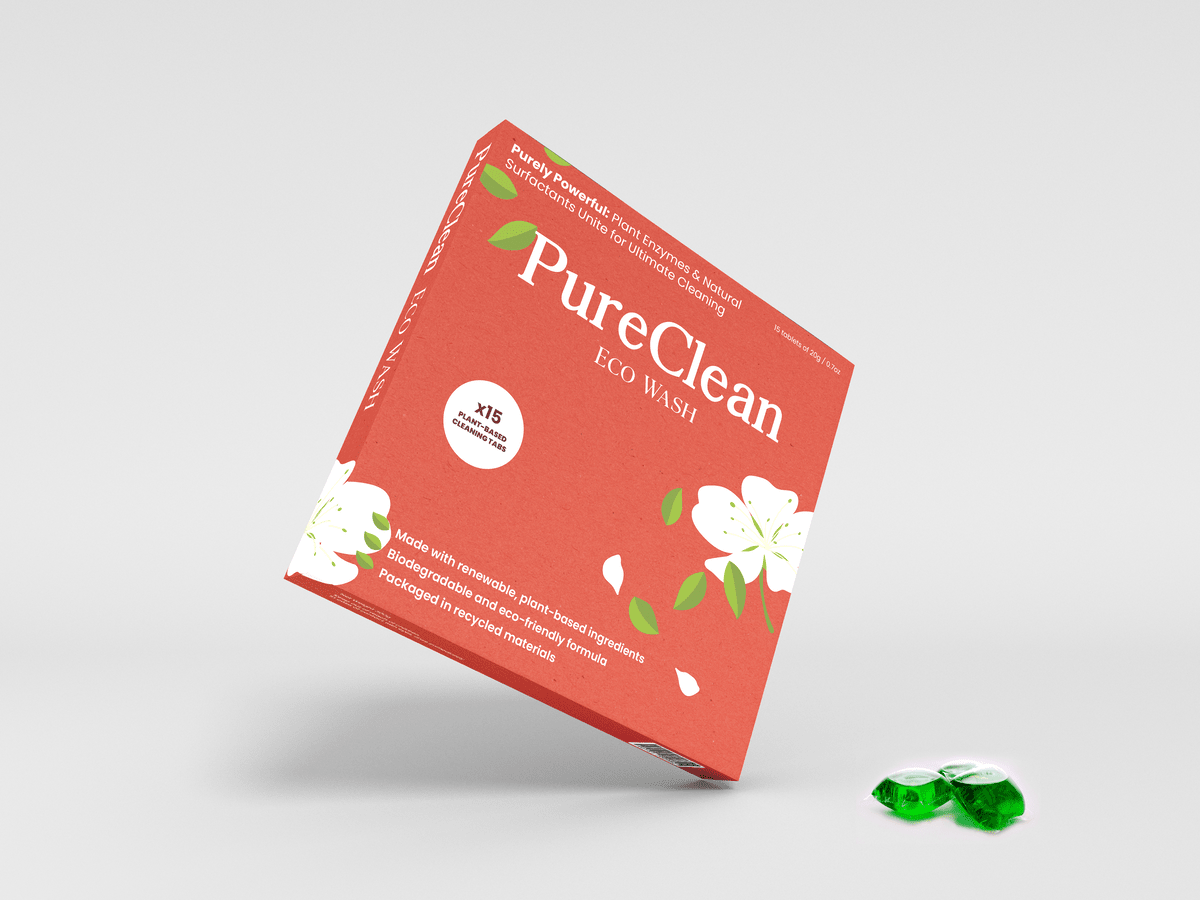 Purely Powerful: Plant Enzymes & Natural
Surfactants Unite for Ultimate Cleaning
15 tablets of 20g / 0.7oz
PureClean
ECO WASH
x15
PLANT-BASED
CLEANING TABS
Made with renewable, plant-based ingredients
Biodegradable and eco-friendly formula
Packaged in recycled materials
PureClean ECO WASH